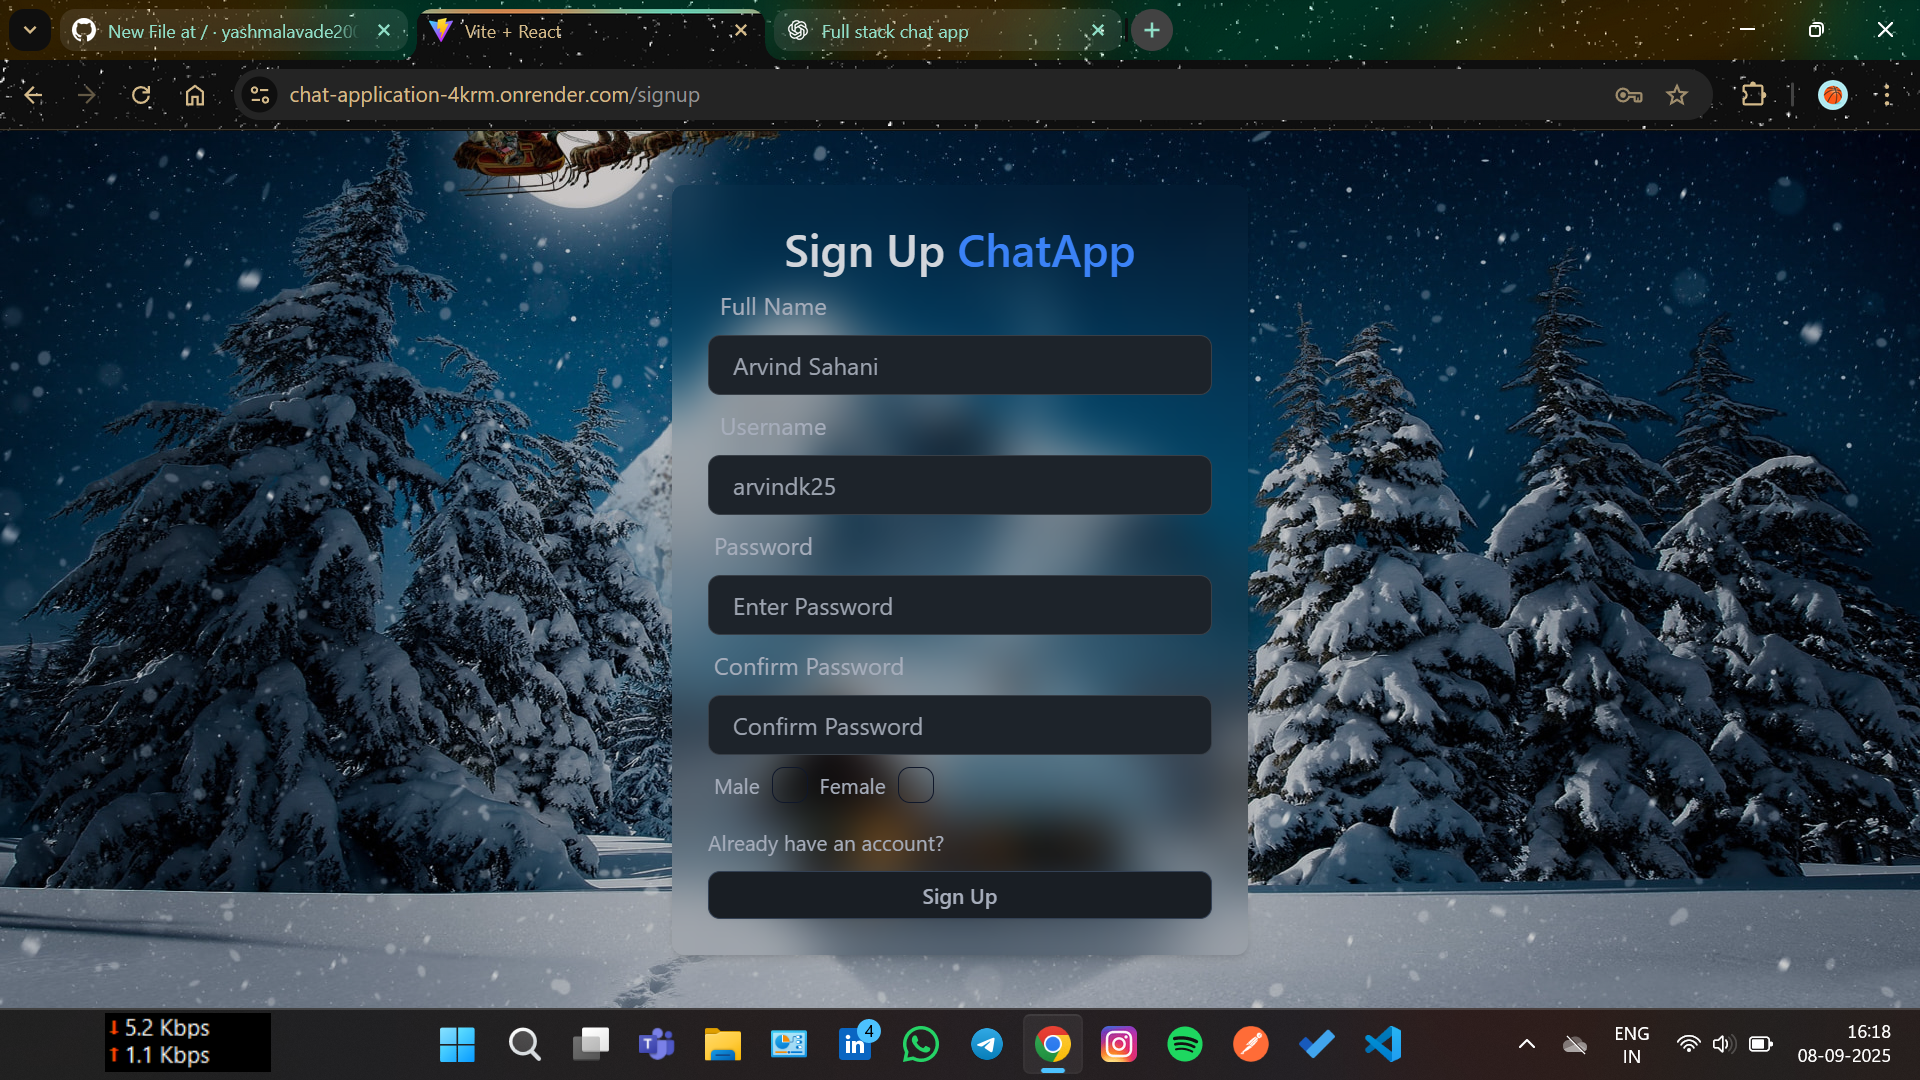 New File at / · yashmalavade20
Vite + React
Full stack chat app
chat-application-4krm.onrender.com/signup
Sign Up ChatApp
Full Name
Arvind Sahani
Username
arvindk25
Password
Enter Password
Confirm Password
Confirm Password
Male Female
Already have an account?
Sign Up
5.2 Kbps
1.1 Kbps
4
ENG
IN
16:18
08-09-2025